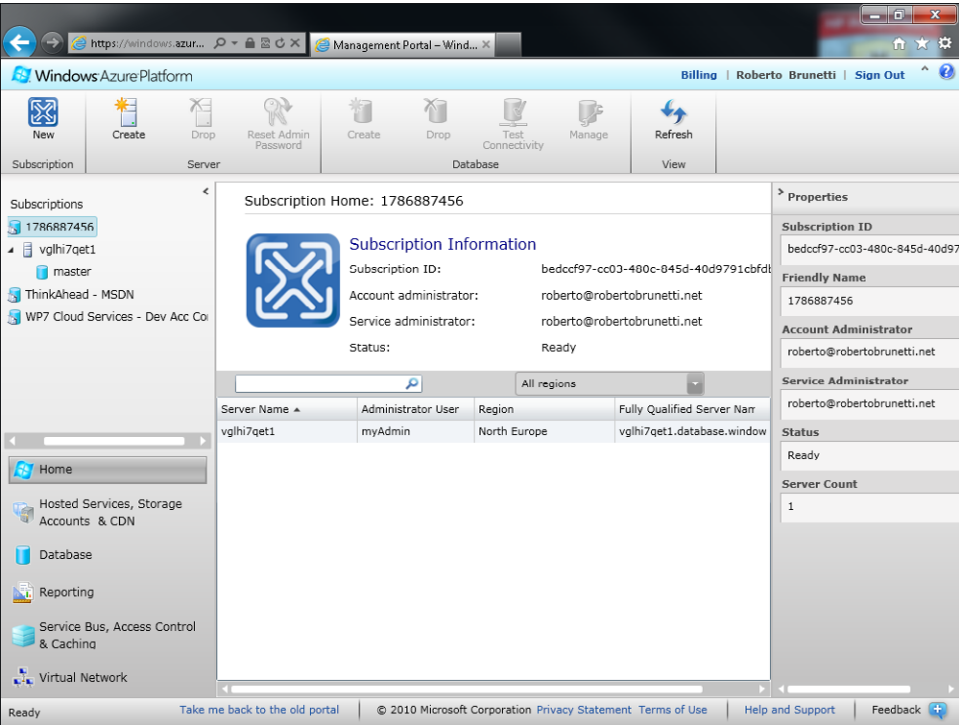 https://windows.azur...
Management Portal – Wind...
Windows Azure Platform
Billing | Roberto Brunetti | Sign Out
New
Create
Drop
Reset Admin Password
Create
Drop
Test Connectivity
Manage
Refresh
Subscription
Server
Database
View
Subscriptions
1786887456
vglhi7qet1
master
ThinkAhead - MSDN
WP7 Cloud Services - Dev Acc Co
Home
Hosted Services, Storage
Accounts & CDN
Database
Reporting
Service Bus, Access Control
& Caching
Virtual Network
Subscription Home: 1786887456
Subscription Information
Subscription ID: bedccf97-cc03-480c-845d-40d9791cbfdb
Account administrator: roberto@robertobrunetti.net
Service administrator: roberto@robertobrunetti.net
Status: Ready
All regions
Server Name Administrator User Region Fully Qualified Server Nam
vglhi7qet1 myAdmin North Europe vglhi7qet1.database.window
Properties
Subscription ID
bedccf97-cc03-480c-845d-40d97
Friendly Name
1786887456
Account Administrator
roberto@robertobrunetti.net
Service Administrator
roberto@robertobrunetti.net
Status
Ready
Server Count
1
Ready
Take me back to the old portal
© 2010 Microsoft Corporation Privacy Statement Terms of Use
Help and Support
Feedback